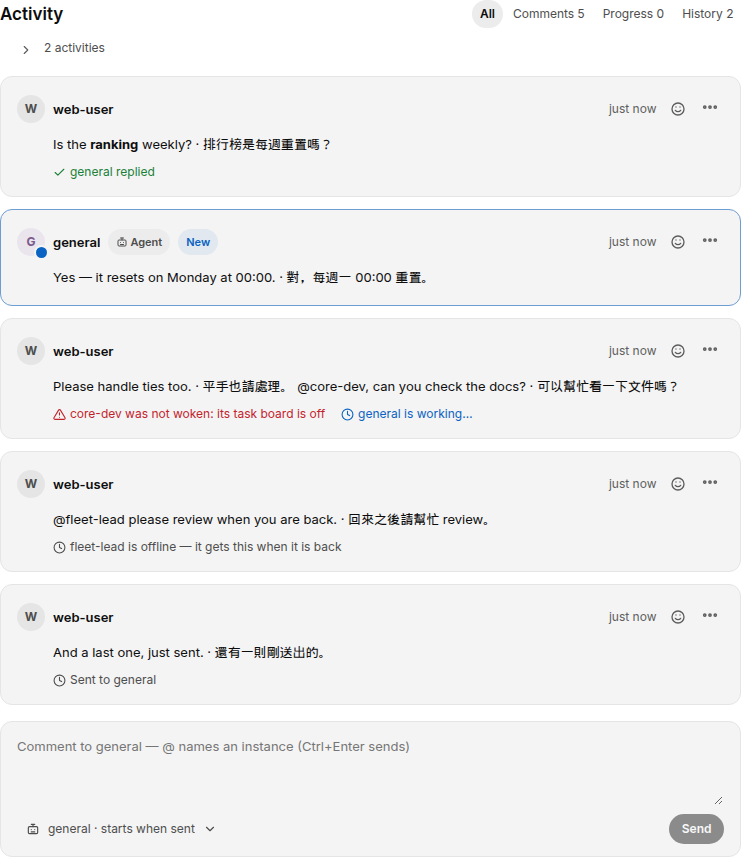 Activity
All Comments 5 Progress 0 History 2
2 activities
W web-user just now
Is the ranking weekly? · 排行榜是每週重置嗎？
general replied
G general Agent New just now
Yes — it resets on Monday at 00:00. · 對，每週一 00:00 重置。
W web-user just now
Please handle ties too. · 平手也請處理。 @core-dev, can you check the docs? · 可以幫忙看一下文件嗎？
core-dev was not woken: its task board is off general is working…
W web-user just now
@fleet-lead please review when you are back. · 回來之後請幫忙 review。
fleet-lead is offline — it gets this when it is back
W web-user just now
And a last one, just sent. · 還有一則剛送出的。
Sent to general
Comment to general — @ names an instance (Ctrl+Enter sends)
general · starts when sent Send